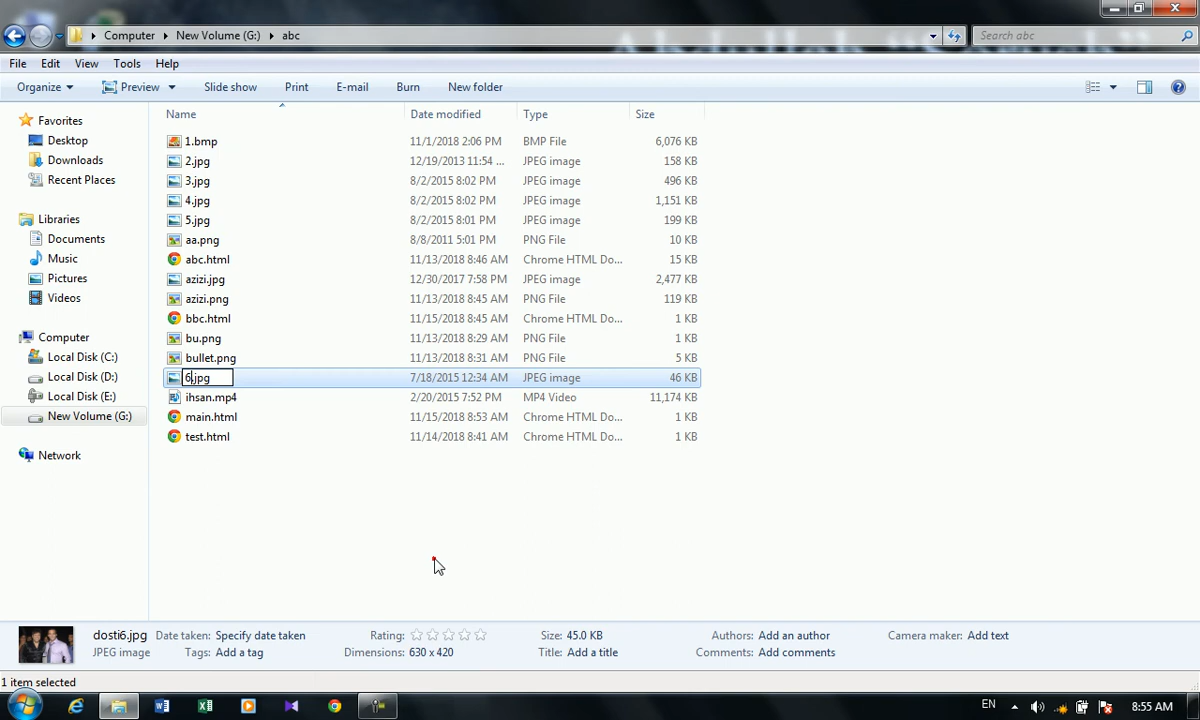 Computer New Volume (G:) abc Search abc
File Edit View Tools Help
Organize Preview Slide show Print E-mail Burn New folder
Name Date modified Type Size
Favorites
Desktop
Downloads
Recent Places
Libraries
Documents
Music
Pictures
Videos
Computer
Local Disk (C:)
Local Disk (D:)
Local Disk (E:)
New Volume (G:)
Network
1.bmp 11/1/2018 2:06 PM BMP File 6,076 KB
2.jpg 12/19/2013 11:54 ... JPEG image 158 KB
3.jpg 8/2/2015 8:02 PM JPEG image 496 KB
4.jpg 8/2/2015 8:02 PM JPEG image 1,151 KB
5.jpg 8/2/2015 8:01 PM JPEG image 199 KB
aa.png 8/8/2011 5:01 PM PNG File 10 KB
abc.html 11/13/2018 8:46 AM Chrome HTML Do... 15 KB
azizi.jpg 12/30/2017 7:58 PM JPEG image 2,477 KB
azizi.png 11/13/2018 8:45 AM PNG File 119 KB
bbc.html 11/15/2018 8:45 AM Chrome HTML Do... 1 KB
bu.png 11/13/2018 8:29 AM PNG File 1 KB
bullet.png 11/13/2018 8:31 AM PNG File 5 KB
6.jpg 7/18/2015 12:34 AM JPEG image 46 KB
ihsan.mp4 2/20/2015 7:52 PM MP4 Video 11,174 KB
main.html 11/15/2018 8:53 AM Chrome HTML Do... 1 KB
test.html 11/14/2018 8:41 AM Chrome HTML Do... 1 KB
dosti6.jpg Date taken: Specify date taken Rating: Size: 45.0 KB Authors: Add an author Camera maker: Add text
JPEG image Tags: Add a tag Dimensions: 630 x 420 Title: Add a title Comments: Add comments
1 item selected
EN 8:55 AM